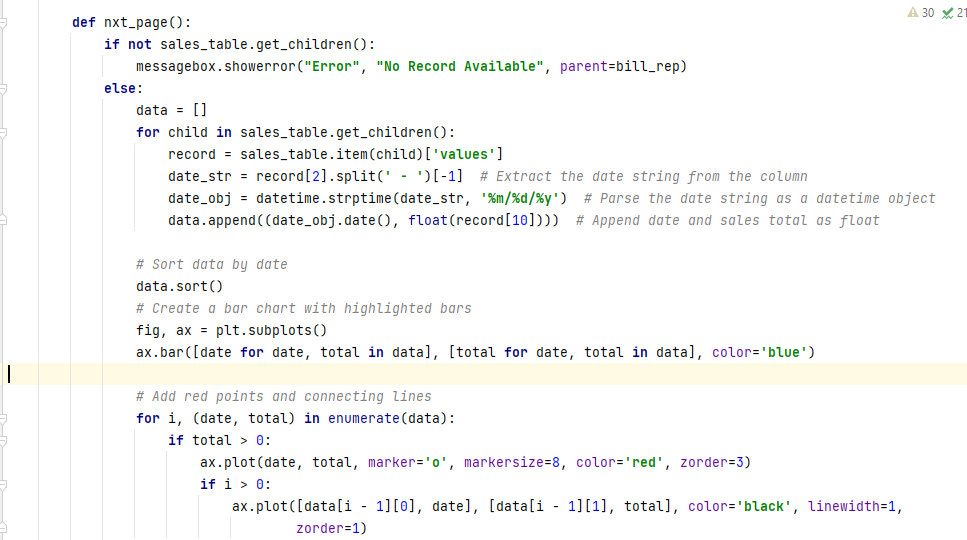 30 21
def nxt_page():
if not sales_table.get_children():
messagebox.showerror("Error", "No Record Available", parent=bill_rep)
else:
data = []
for child in sales_table.get_children():
record = sales_table.item(child)['values']
date_str = record[2].split(' - ')[-1]  # Extract the date string from the column
date_obj = datetime.strptime(date_str, '%m/%d/%y')  # Parse the date string as a datetime object
data.append((date_obj.date(), float(record[10])))  # Append date and sales total as float
# Sort data by date
data.sort()
# Create a bar chart with highlighted bars
fig, ax = plt.subplots()
ax.bar([date for date, total in data], [total for date, total in data], color='blue')
# Add red points and connecting lines
for i, (date, total) in enumerate(data):
if total > 0:
ax.plot(date, total, marker='o', markersize=8, color='red', zorder=3)
if i > 0:
ax.plot([data[i - 1][0], date], [data[i - 1][1], total], color='black', linewidth=1,
zorder=1)